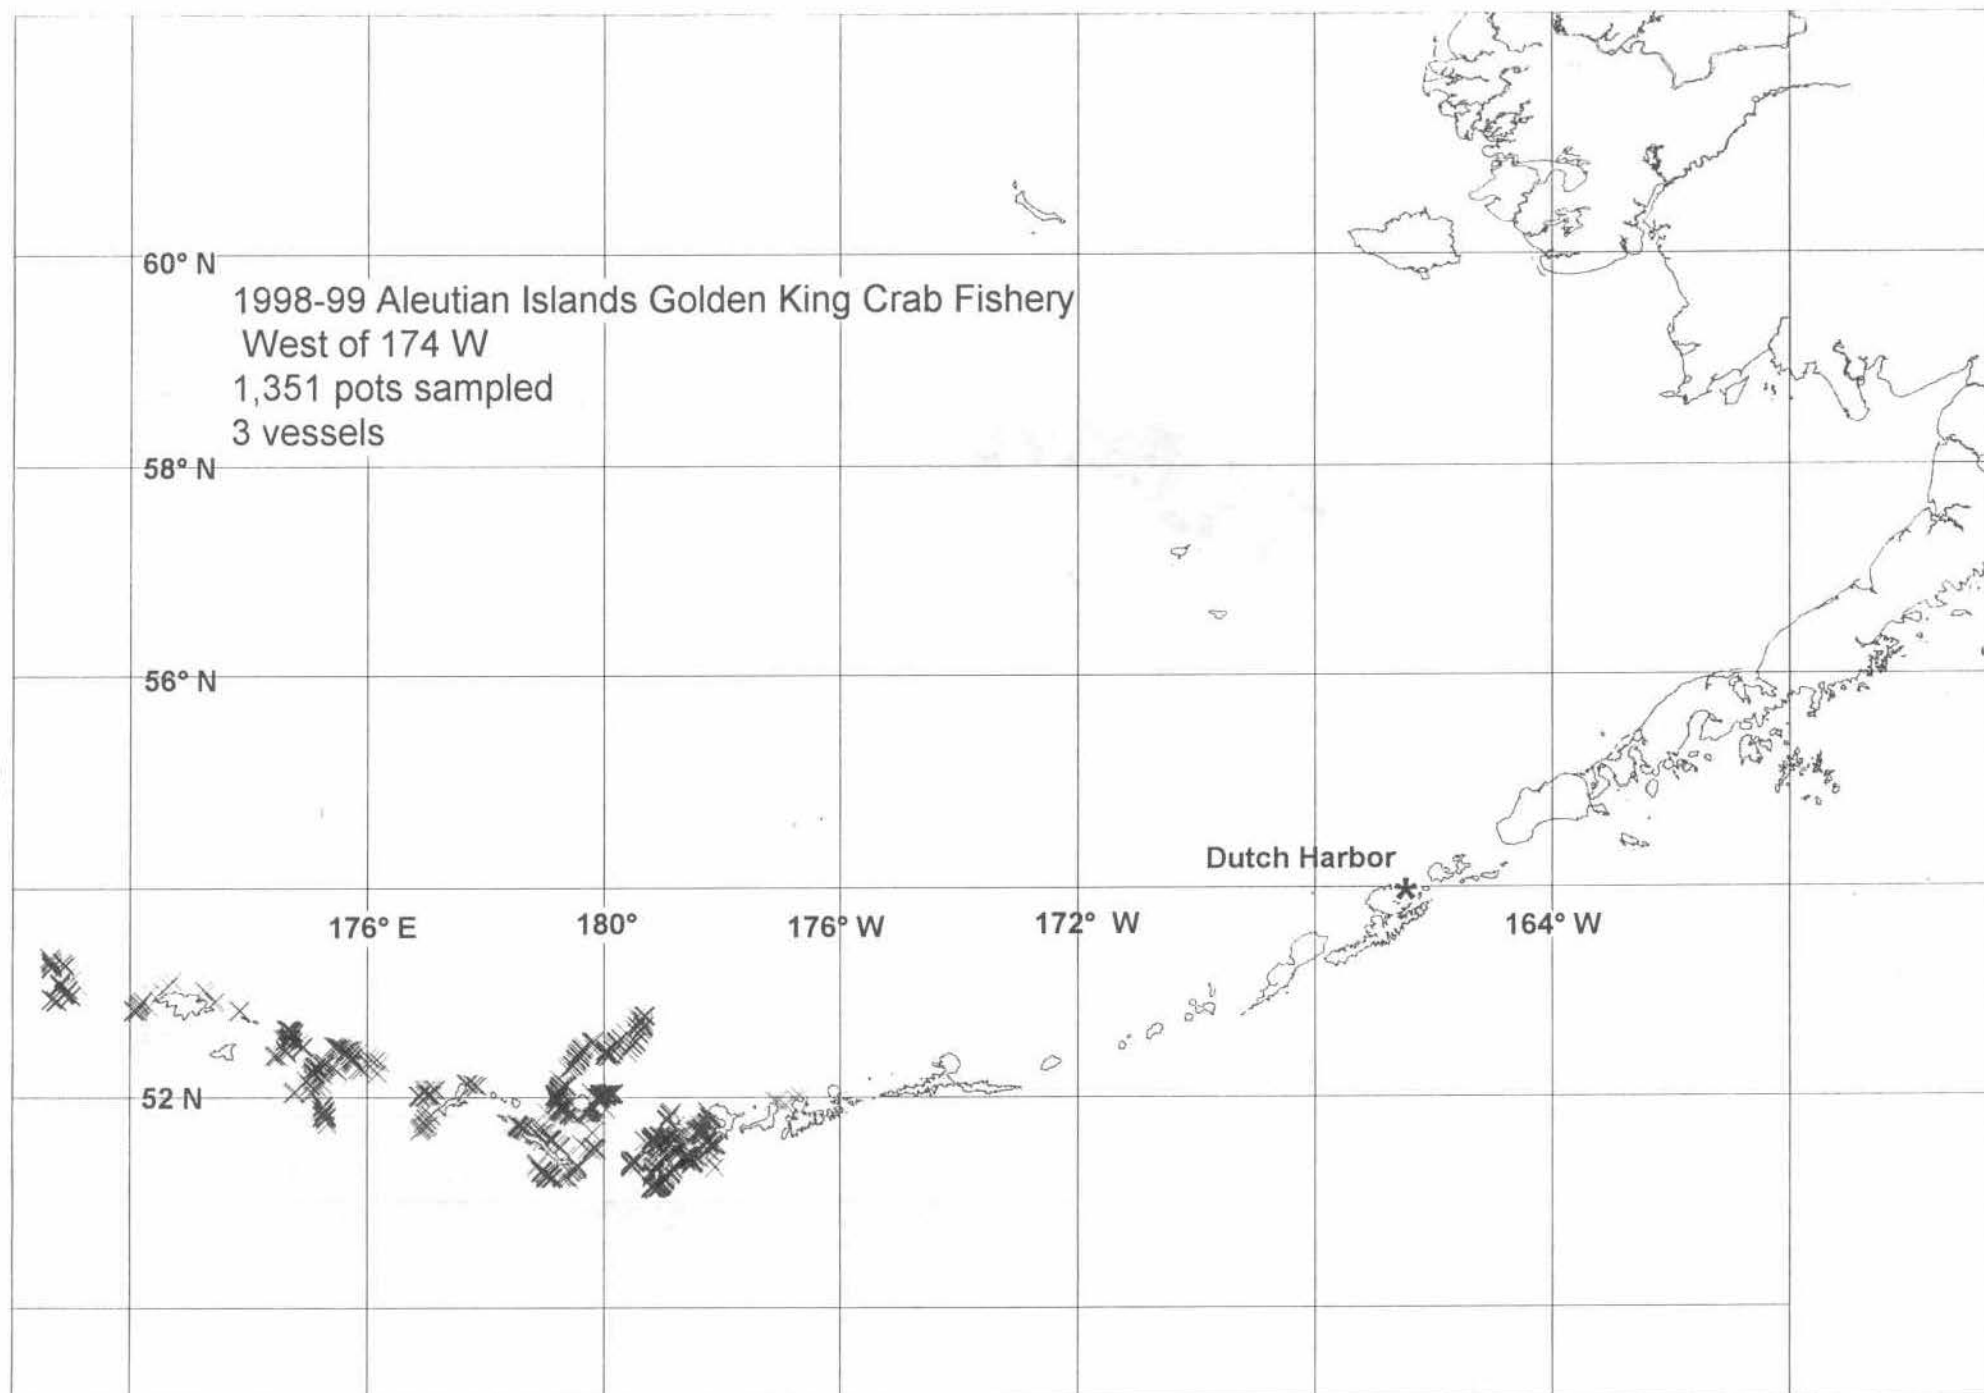 60° N
1998-99 Aleutian Islands Golden King Crab Fishery
West of 174 W
1,351 pots sampled
3 vessels
58° N
56° N
Dutch Harbor
176° E
180°
176° W
172° W
164° W
52 N